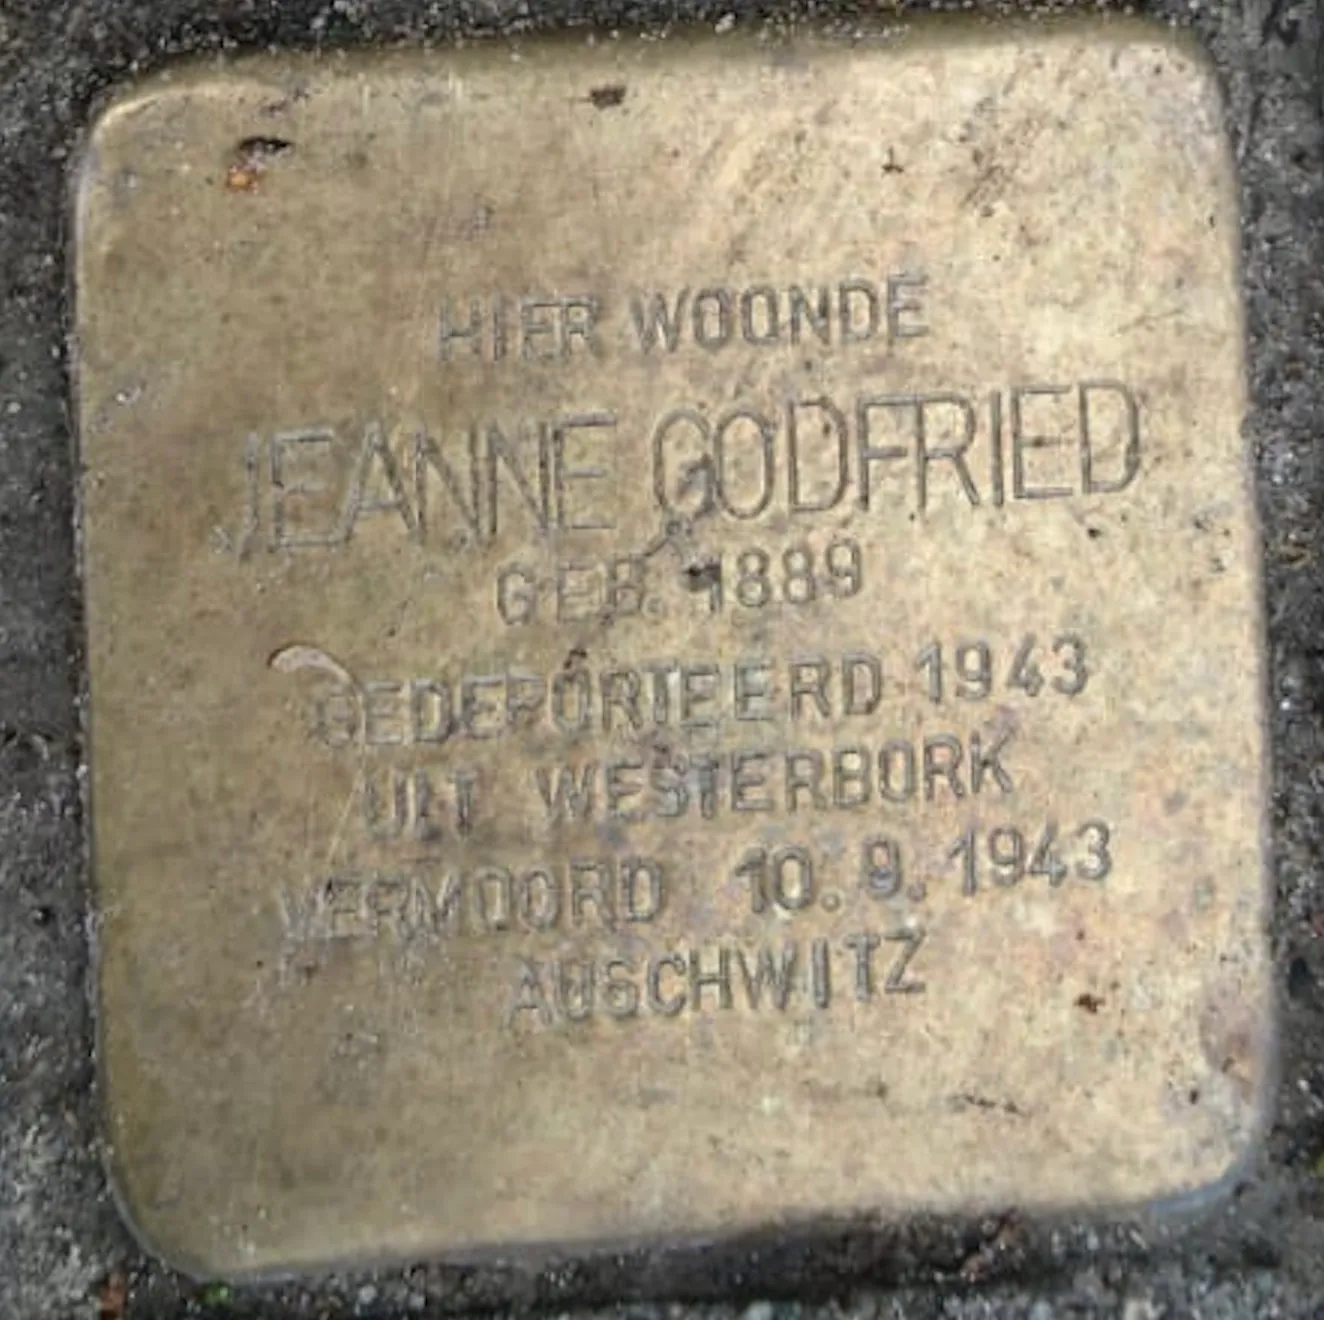 HIER WOONDE
JEANNE GODFRIED
GEB. 1889
GEDEPORTEERD 1943
UIT WESTERBORK
VERMOORD 10.9.1943
AUSCHWITZ